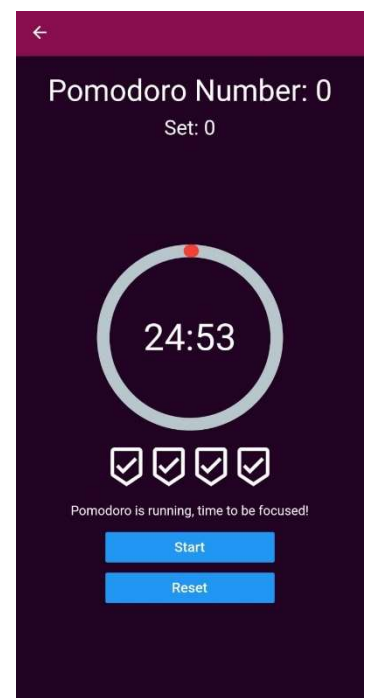 Pomodoro Number: 0
Set: 0
24:53
Pomodoro is running, time to be focused!
Start
Reset